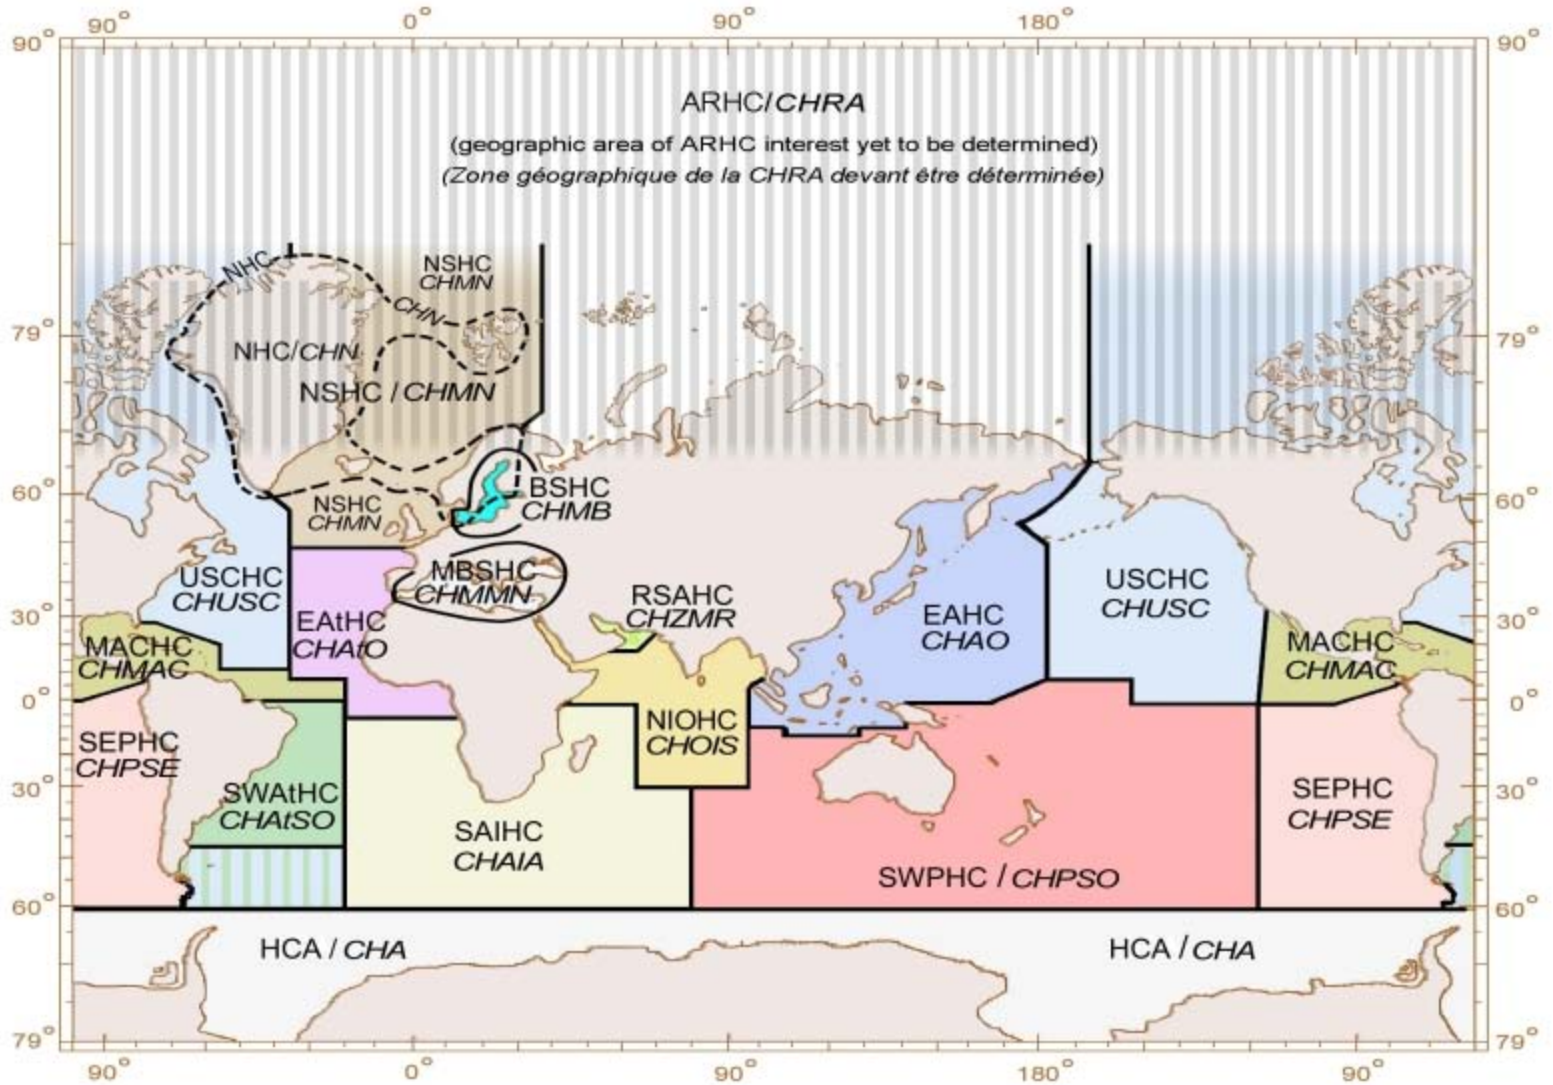 90° 0° 90° 180° 90°
90° 90°
ARHC/CHRA
(geographic area of ARHC interest yet to be determined)
(Zone géographique de la CHRA devant être déterminée)
NHC
CHN
NSHC
CHMN
79° 79°
NHC/CHN
NSHC / CHMN
60° 60°
NSHC
CHMN
BSHC
CHMB
USCHC
CHUSC
MBSHC
CHMMN
RSAHC
CHZMR
USCHC
CHUSC
EAtHC
CHAtO
EAHC
CHAO
30° 30°
MACHC
CHMAC
MACHC
CHMAC
0° 0°
SEPHC
CHPSE
NIOHC
CHOIS
30° 30°
SWAtHC
CHAtSO
SEPHC
CHPSE
SAIHC
CHAIA
SWPHC / CHPSO
60° 60°
HCA / CHA
HCA / CHA
79° 79°
90° 0° 90° 180° 90°